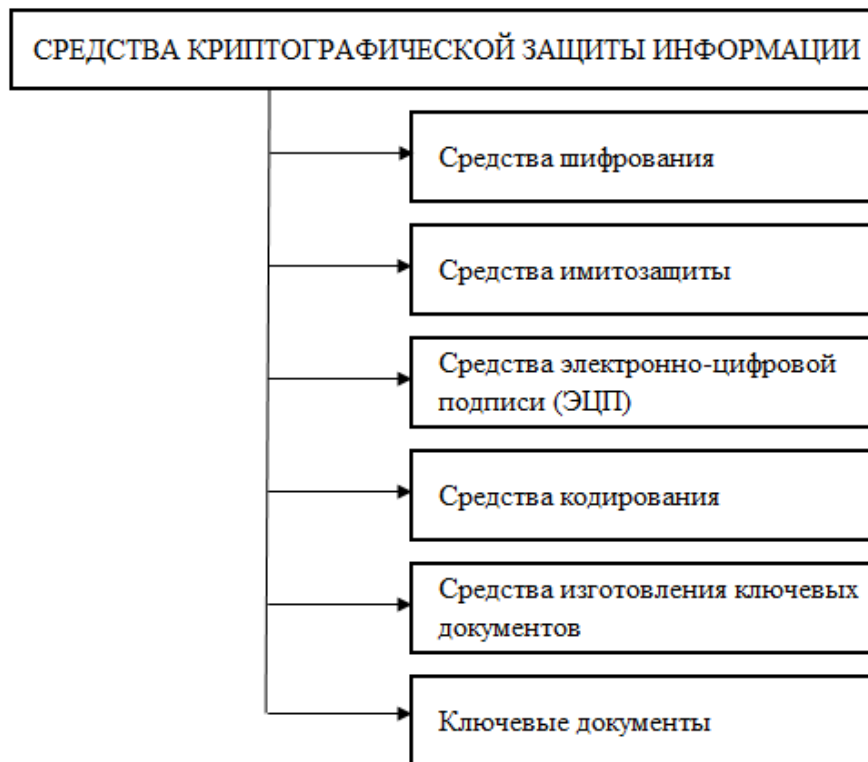 СРЕДСТВА КРИПТОГРАФИЧЕСКОЙ ЗАЩИТЫ ИНФОРМАЦИИ
Средства шифрования
Средства имитозащиты
Средства электронно-цифровой
подписи (ЭЦП)
Средства кодирования
Средства изготовления ключевых
документов
Ключевые документы